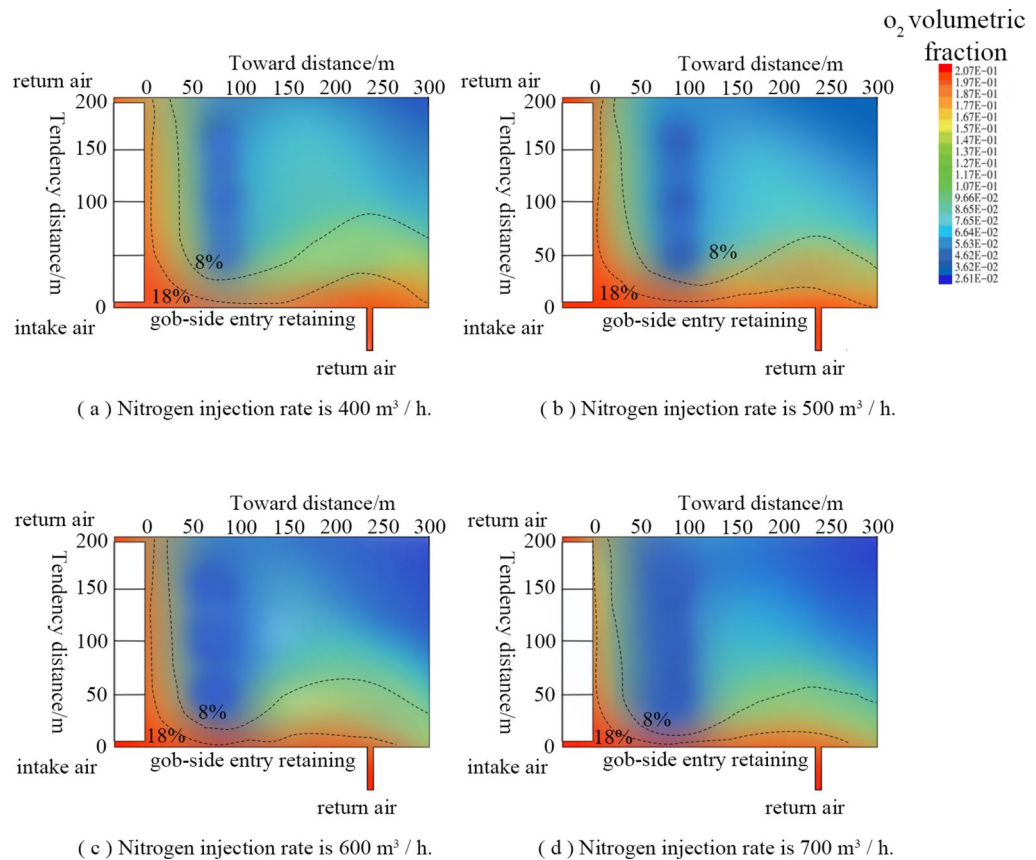 o₂ volumetric
fraction
2.07E-01
1.97E-01
1.87E-01
1.77E-01
1.67E-01
1.57E-01
1.47E-01
1.37E-01
1.27E-01
1.17E-01
1.07E-01
9.66E-02
8.65E-02
7.65E-02
6.64E-02
5.63E-02
4.62E-02
3.62E-02
2.61E-02
Toward distance/m
return air 0 50 100 150 200 250 300
200
150
100
50
0
Tendency distance/m
8%
18%
intake air
gob-side entry retaining
return air
( a ) Nitrogen injection rate is 400 m³ / h.
Toward distance/m
return air 0 50 100 150 200 250 300
200
150
100
50
0
Tendency distance/m
8%
18%
intake air
gob-side entry retaining
return air
( b ) Nitrogen injection rate is 500 m³ / h.
Toward distance/m
return air 0 50 100 150 200 250 300
200
150
100
50
0
Tendency distance/m
8%
18%
intake air
gob-side entry retaining
return air
( c ) Nitrogen injection rate is 600 m³ / h.
Toward distance/m
return air 0 50 100 150 200 250 300
200
150
100
50
0
Tendency distance/m
8%
18%
intake air
gob-side entry retaining
return air
( d ) Nitrogen injection rate is 700 m³ / h.